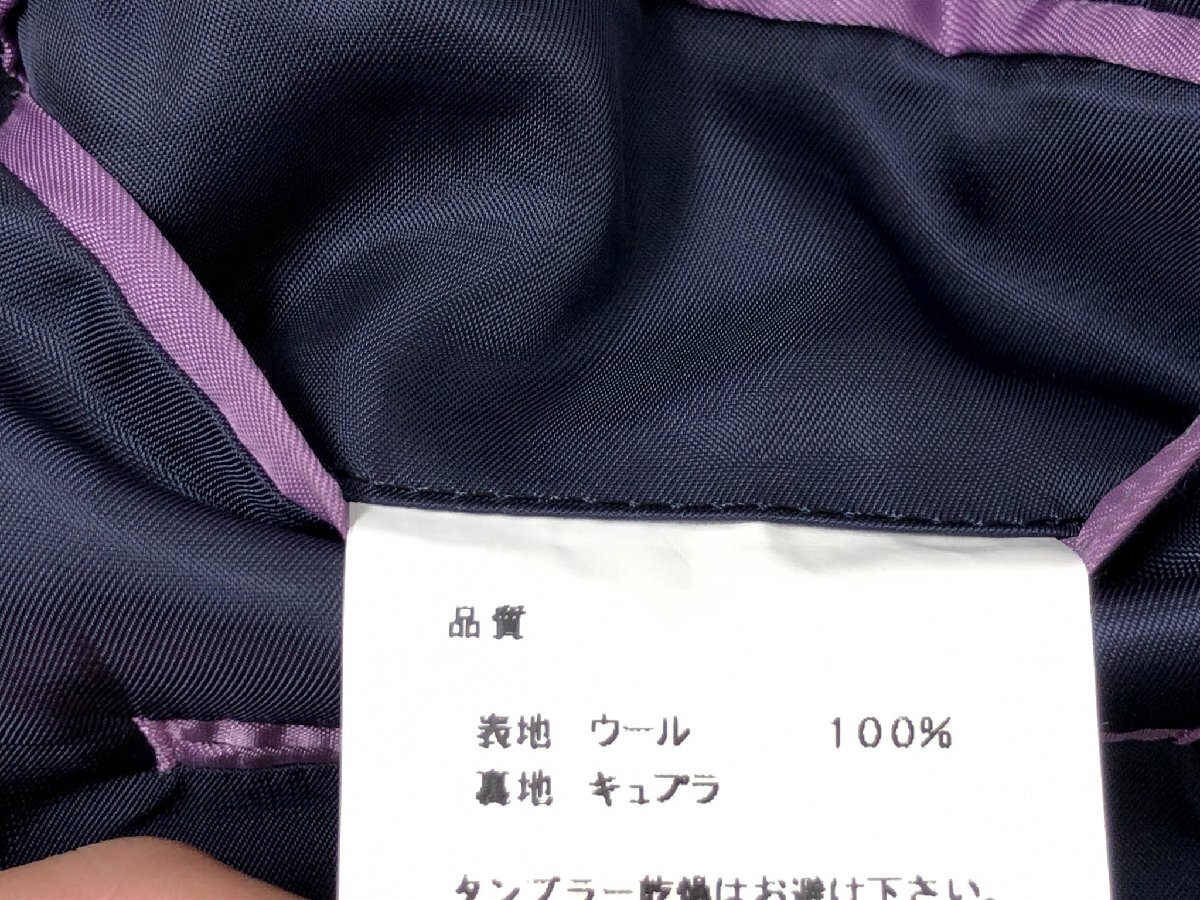 品質
表地 ウール 100%
裏地 キュプラ
タンブラー乾燥はお避け下さい。